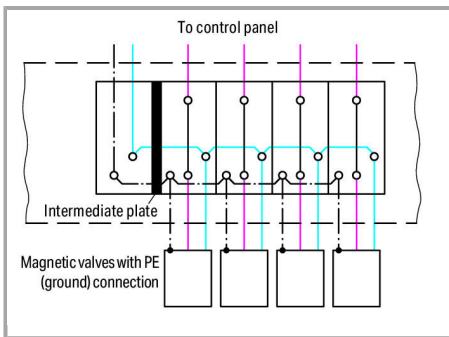 To control panel
Intermediate plate
Magnetic valves with PE
(ground) connection